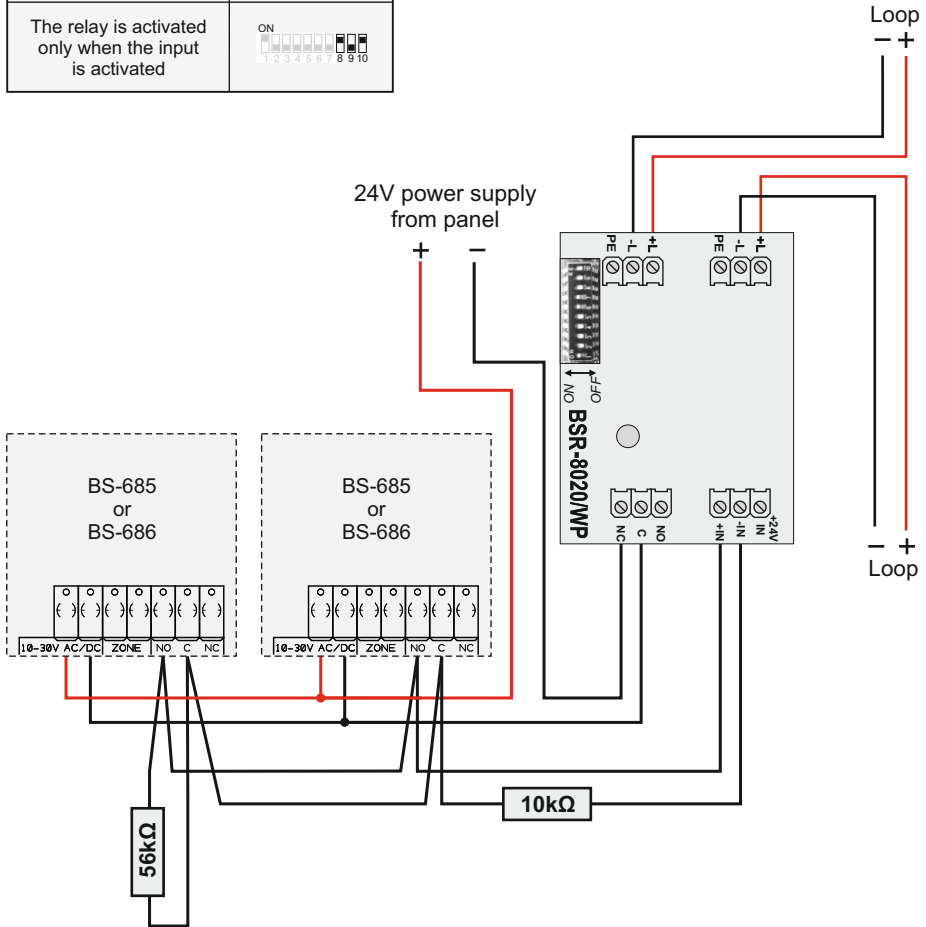 The relay is activated
only when the input
is activated
ON
1 2 3 4 5 6 7 8 9 10
Loop
− +
24V power supply
from panel
+ −
PE -L +L
PE -L +L
ON OFF
BSR-8020/WP
NC C NO
+IN -IN IN +24V
− +
Loop
BS-685
or
BS-686
10-30V AC/DC ZONE NO C NC
BS-685
or
BS-686
10-30V AC/DC ZONE NO C NC
10kΩ
56kΩ